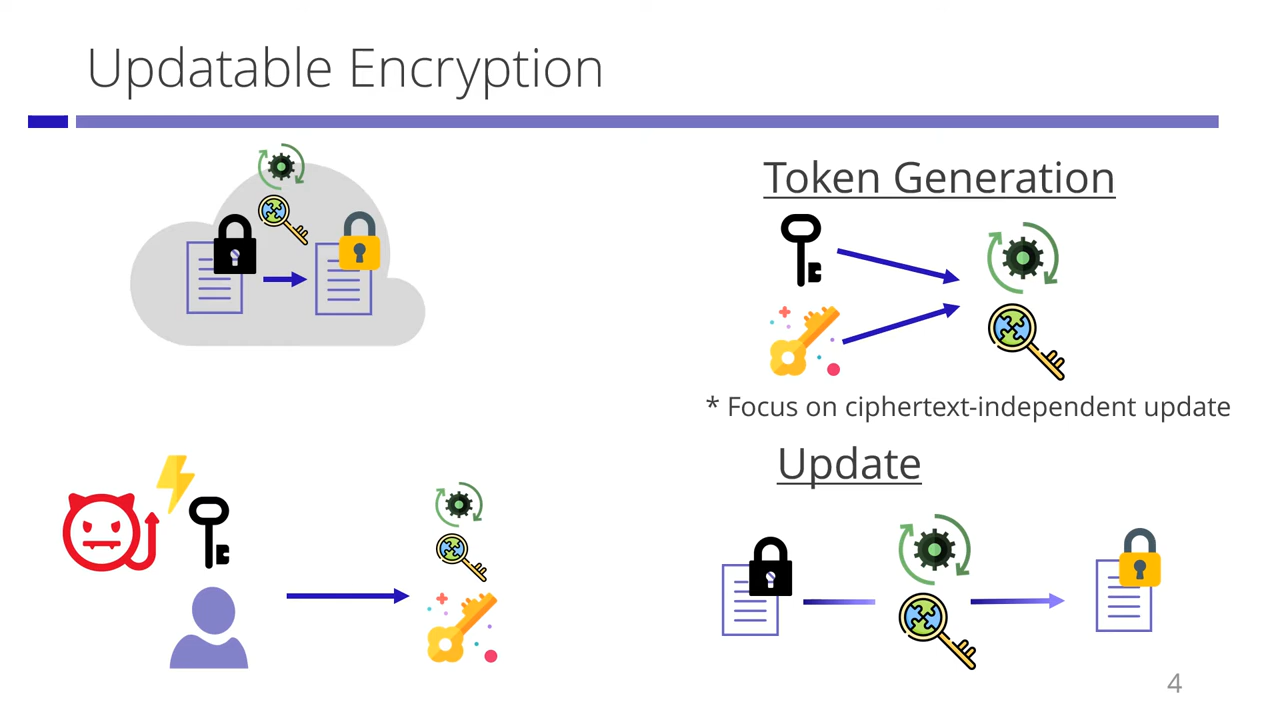 Updatable Encryption
Token Generation
* Focus on ciphertext-independent update
Update
4